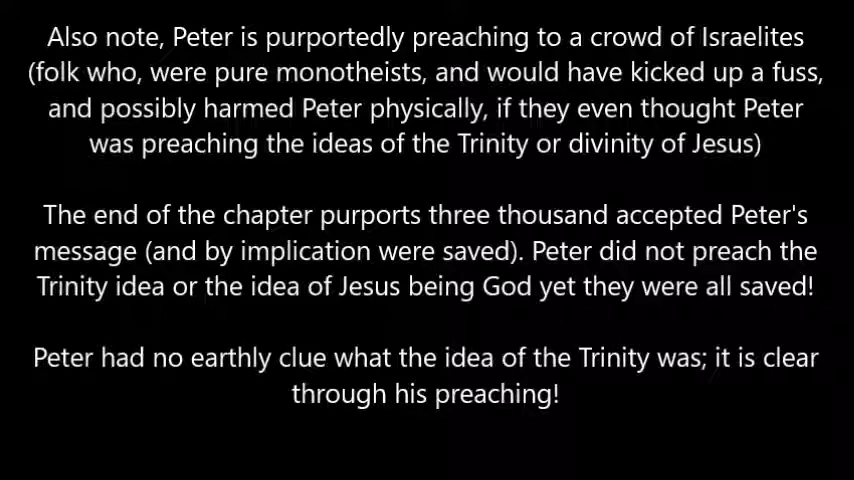 Also note, Peter is purportedly preaching to a crowd of Israelites
(folk who, were pure monotheists, and would have kicked up a fuss,
and possibly harmed Peter physically, if they even thought Peter
was preaching the ideas of the Trinity or divinity of Jesus)
The end of the chapter purports three thousand accepted Peter's
message (and by implication were saved). Peter did not preach the
Trinity idea or the idea of Jesus being God yet they were all saved!
Peter had no earthly clue what the idea of the Trinity was; it is clear
through his preaching!